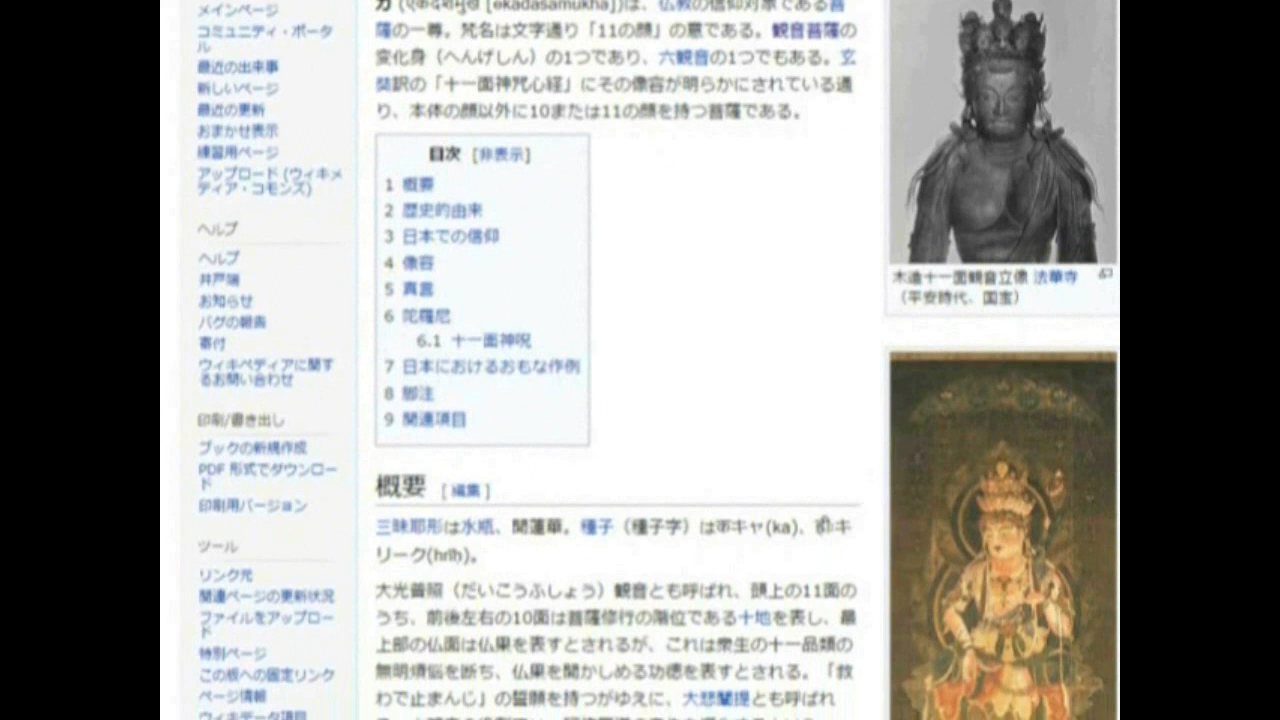 メインページ
コミュニティ・ポータ
ル
最近の出来事
新しいページ
最近の更新
おまかせ表示
練習用ページ
アップロード (ウィキメ
ディア・コモンズ)
ヘルプ
ヘルプ
井戸端
お知らせ
バグの報告
寄付
ウィキペディアに関す
るお問い合わせ
印刷/書き出し
ブックの新規作成
PDF 形式でダウンロー
ド
印刷用バージョン
ツール
リンク元
関連ページの更新状況
ファイルをアップロー
ド
特別ページ
この版への固定リンク
ページ情報
ウィキデータ項目
は、仏教の信仰対象である菩
薩の一尊。梵名は文字通り「11の顔」の意である。観音菩薩の
変化身（へんげしん）の1つであり、六観音の1つでもある。玄
奘訳の「十一面神咒心経」にその像容が明らかにされている通
り、本体の顔以外に10または11の顔を持つ菩薩である。
目次 [非表示]
1 概要
2 歴史的由来
3 日本での信仰
4 像容
5 真言
6 陀羅尼
6.1 十一面神呪
7 日本におけるおもな作例
8 脚注
9 関連項目
概要 [編集]
三昧耶形は水瓶、開蓮華。種子（種子字）はकキャ(ka)、ह्रीःキ
リーク(hrīḥ)。
大光普照（だいこうふしょう）観音とも呼ばれ、頭上の11面の
うち、前後左右の10面は菩薩修行の階位である十地を表し、最
上部の仏面は仏果を表すとされるが、これは衆生の十一品類の
無明煩悩を断ち、仏果を開かしめる功徳を表すとされる。「救
わで止まんじ」の誓願を持つがゆえに、大悲闡提とも呼ばれ
木造十一面観音立像 法華寺
（平安時代、国宝）